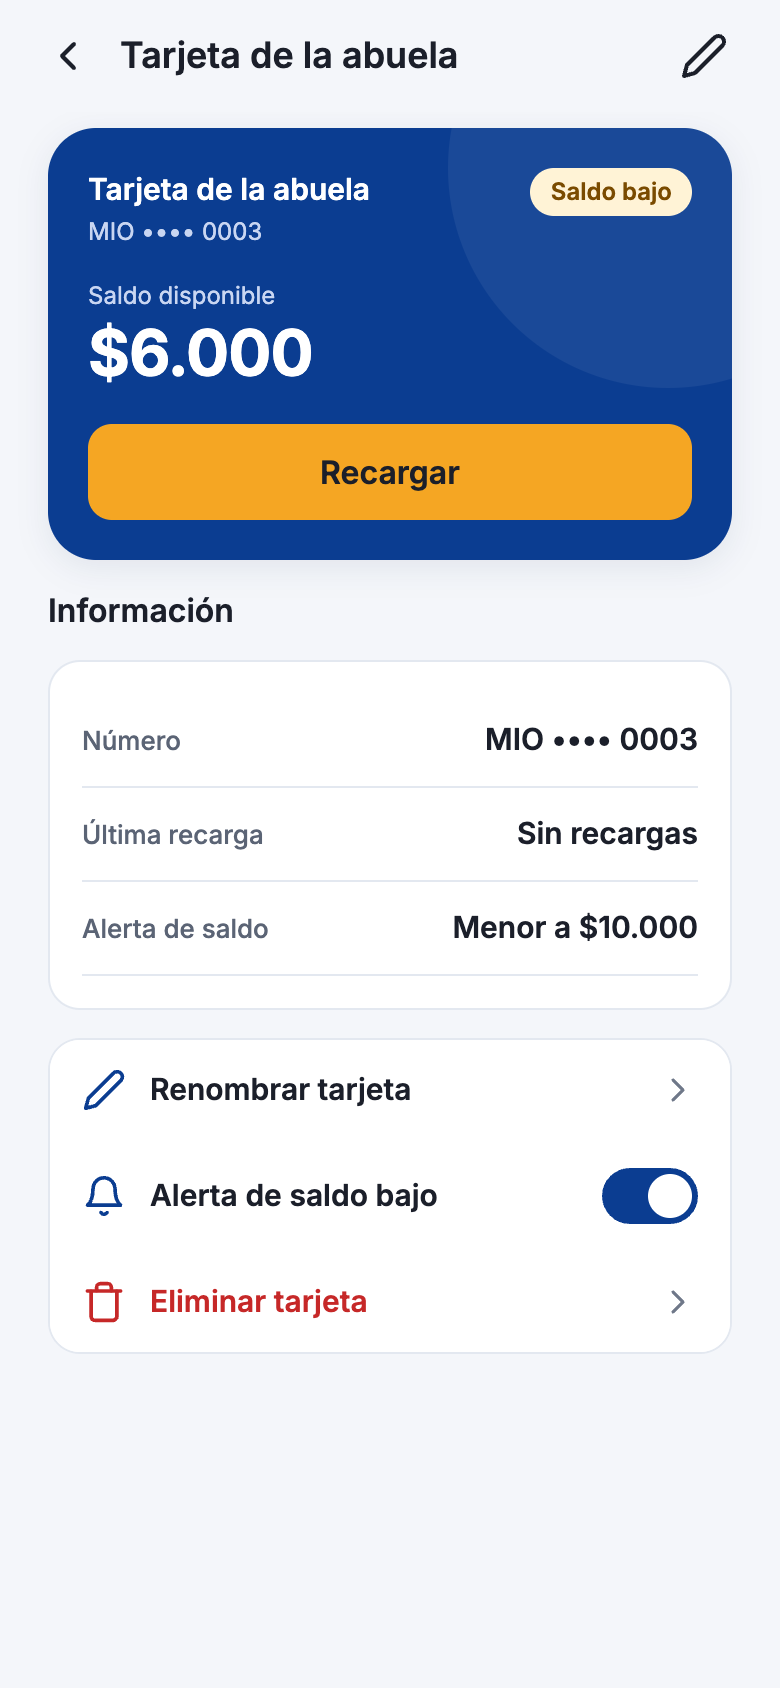 Tarjeta de la abuela
Tarjeta de la abuela
Saldo bajo
MIO •••• 0003
Saldo disponible
$6.000
Recargar
Información
Número
MIO •••• 0003
Última recarga
Sin recargas
Alerta de saldo
Menor a $10.000
Renombrar tarjeta
Alerta de saldo bajo
Eliminar tarjeta